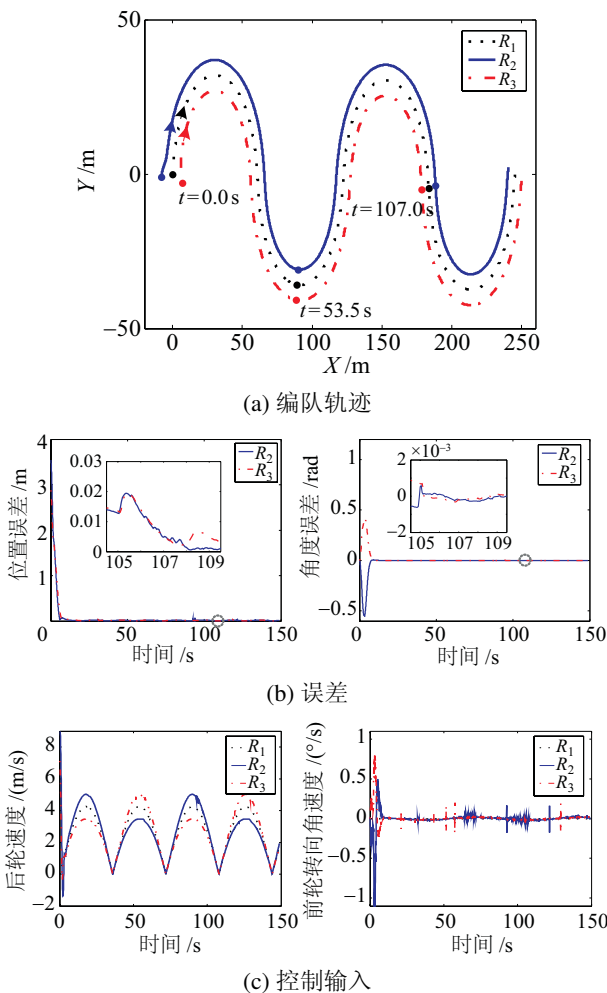 50
R₁
R₂
R₃
Y/m
0
t=0.0 s
t=107.0 s
t=53.5 s
−50
0 50 100 150 200 250
X/m
(a) 编队轨迹
4
3
2
1
0.03
0.02
0.01
0
105 107 109
R₂
R₃
位置误差 /m
0 50 100 150
时间 /s
1
0.5
0
−0.5
×10⁻³
2
0
−2
105 107 109
R₂
R₃
角度误差 /rad
0 50 100 150
时间 /s
(b) 误差
8
6
4
2
0
−2
R₁
R₂
R₃
后轮速度 /(m/s)
0 50 100 150
时间 /s
1
0.5
0
−0.5
−1
R₁
R₂
R₃
前轮转向角速度 /(°/s)
0 50 100 150
时间 /s
(c) 控制输入